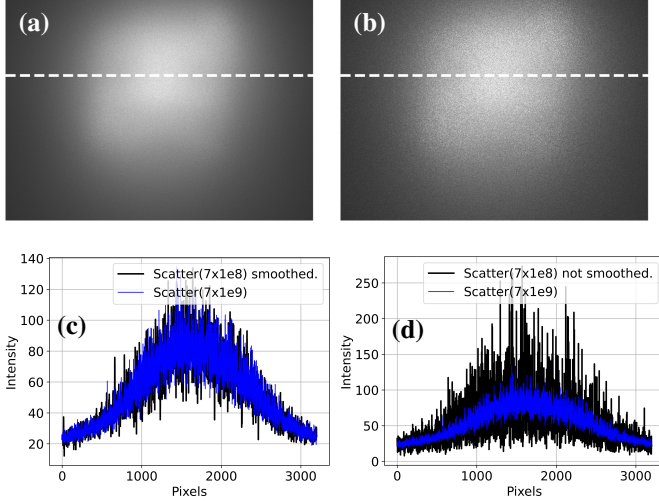 (a)
(b)
140
120
100
80
60
40
20
Intensity
Scatter(7x1e8) smoothed.
Scatter(7x1e9)
(c)
0
1000
2000
3000
Pixels
250
200
150
100
50
0
Intensity
Scatter(7x1e8) not smoothed.
Scatter(7x1e9)
(d)
0
1000
2000
3000
Pixels